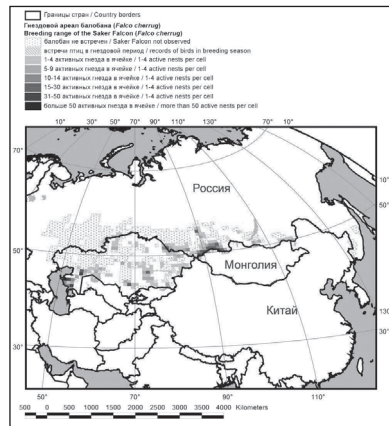 Границы стран / Country borders
Гнездовой ареал балобана (Falco cherrug)
Breeding range of the Saker Falcon (Falco cherrug)
балобан не встречен / Saker Falcon not observed
встречи птиц в гнездовой период / records of birds in breeding season
1-4 активных гнезда в ячейке / 1-4 active nests per cell
5-9 активных гнезда в ячейке / 1-4 active nests per cell
10-14 активных гнезда в ячейке / 1-4 active nests per cell
15-30 активных гнезда в ячейке / 1-4 active nests per cell
31-50 активных гнезда в ячейке / 1-4 active nests per cell
больше 50 активных гнезда в ячейке / more than 50 active nests per cell
10° 30° 50° 70° 90° 110° 130° 70° 10°
70° 10°
Россия
50°
50°
Монголия
Китай
30° 30°
50° 70° 90° 110°
500 0 500 1000 1500 2000 2500 3000 3500 4000 Kilometers